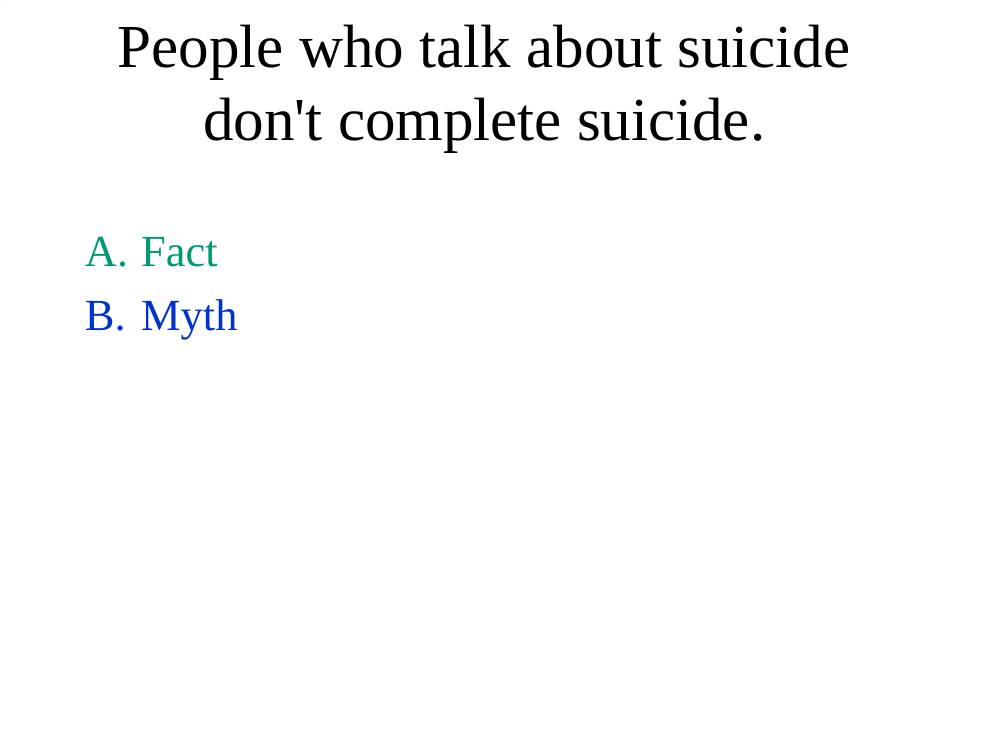 People who talk about suicide
don't complete suicide.
A. Fact
B. Myth